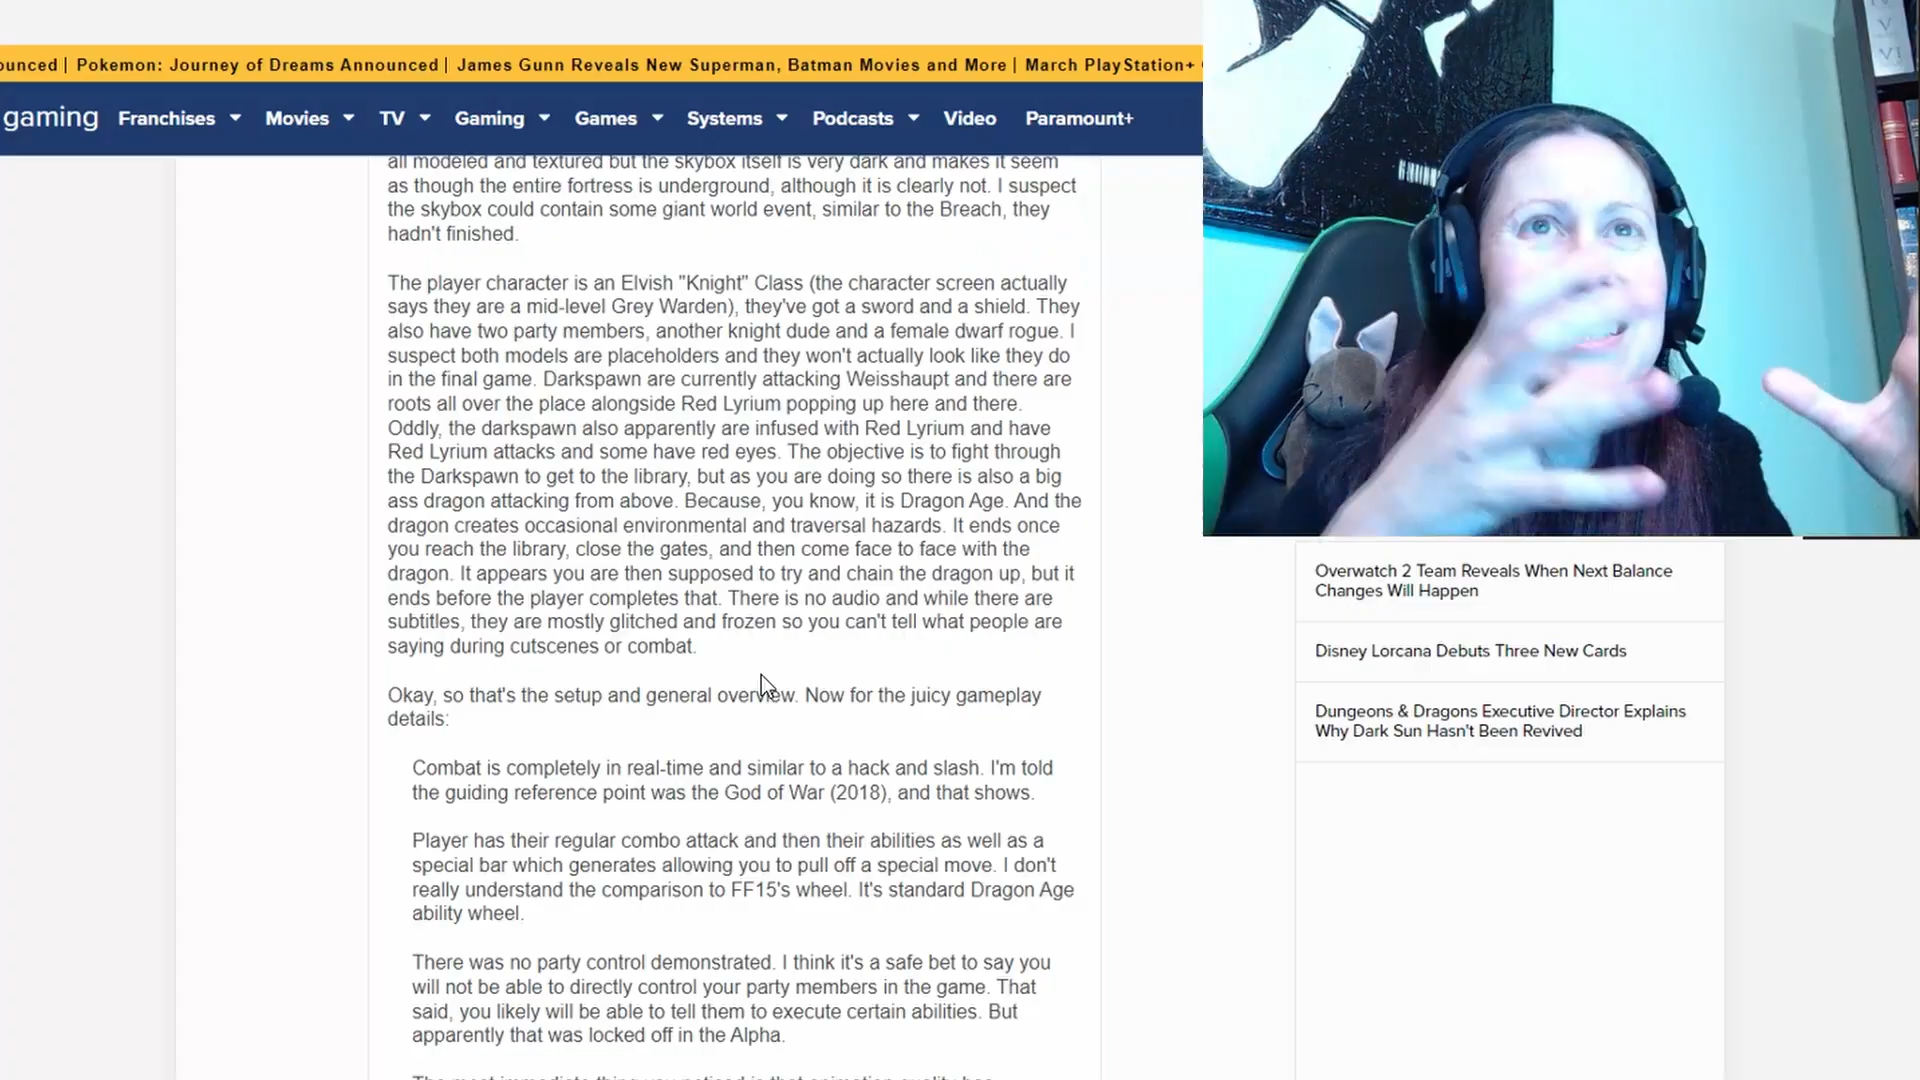 ounced | Pokemon: Journey of Dreams Announced | James Gunn Reveals New Superman, Batman Movies and More | March PlayStation+
gaming Franchises Movies TV Gaming Games Systems Podcasts Video Paramount+
all modeled and textured but the skybox itself is very dark and makes it seem
as though the entire fortress is underground, although it is clearly not. I suspect
the skybox could contain some giant world event, similar to the Breach, they
hadn't finished.
The player character is an Elvish "Knight" Class (the character screen actually
says they are a mid-level Grey Warden), they've got a sword and a shield. They
also have two party members, another knight dude and a female dwarf rogue. I
suspect both models are placeholders and they won't actually look like they do
in the final game. Darkspawn are currently attacking Weisshaupt and there are
roots all over the place alongside Red Lyrium popping up here and there.
Oddly, the darkspawn also apparently are infused with Red Lyrium and have
Red Lyrium attacks and some have red eyes. The objective is to fight through
the Darkspawn to get to the library, but as you are doing so there is also a big
ass dragon attacking from above. Because, you know, it is Dragon Age. And the
dragon creates occasional environmental and traversal hazards. It ends once
you reach the library, close the gates, and then come face to face with the
dragon. It appears you are then supposed to try and chain the dragon up, but it
ends before the player completes that. There is no audio and while there are
subtitles, they are mostly glitched and frozen so you can't tell what people are
saying during cutscenes or combat.
Okay, so that's the setup and general overview. Now for the juicy gameplay
details:
Combat is completely in real-time and similar to a hack and slash. I'm told
the guiding reference point was the God of War (2018), and that shows.
Player has their regular combo attack and then their abilities as well as a
special bar which generates allowing you to pull off a special move. I don't
really understand the comparison to FF15's wheel. It's standard Dragon Age
ability wheel.
There was no party control demonstrated. I think it's a safe bet to say you
will not be able to directly control your party members in the game. That
said, you likely will be able to tell them to execute certain abilities. But
apparently that was locked off in the Alpha.
Overwatch 2 Team Reveals When Next Balance
Changes Will Happen
Disney Lorcana Debuts Three New Cards
Dungeons & Dragons Executive Director Explains
Why Dark Sun Hasn't Been Revived